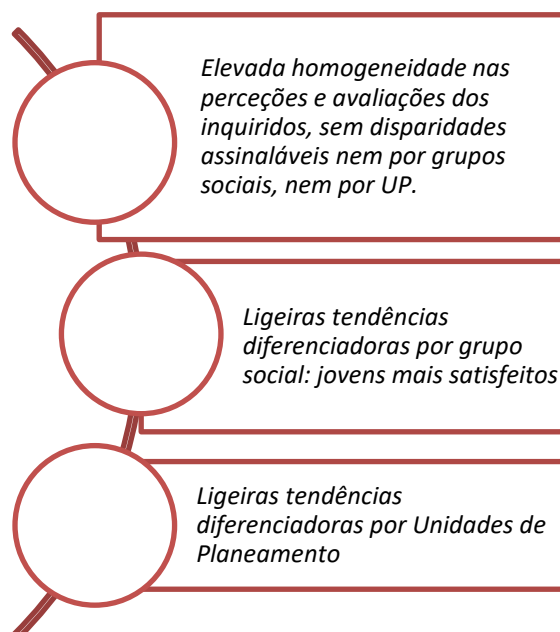 Elevada homogeneidade nas
perceções e avaliações dos
inquiridos, sem disparidades
assinaláveis nem por grupos
sociais, nem por UP.
Ligeiras tendências
diferenciadoras por grupo
social: jovens mais satisfeitos
Ligeiras tendências
diferenciadoras por Unidades de
Planeamento